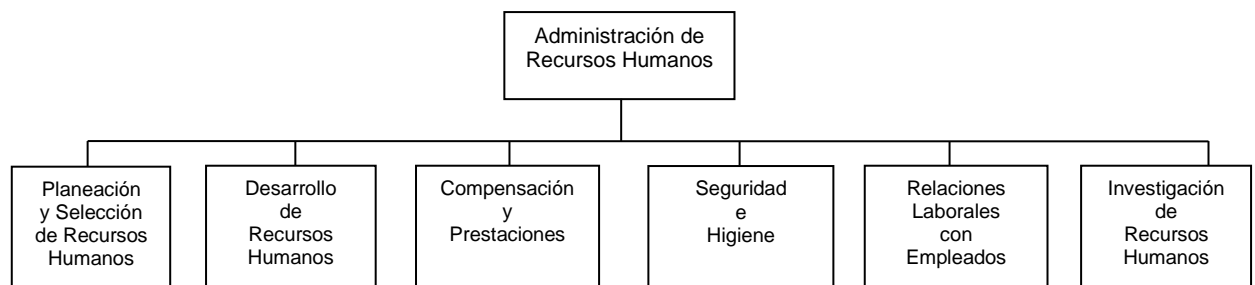 Administración de
Recursos Humanos
Planeación
y Selección
de Recursos
Humanos
Desarrollo
de
Recursos
Humanos
Compensación
y
Prestaciones
Seguridad
e
Higiene
Relaciones
Laborales
con
Empleados
Investigación
de
Recursos
Humanos